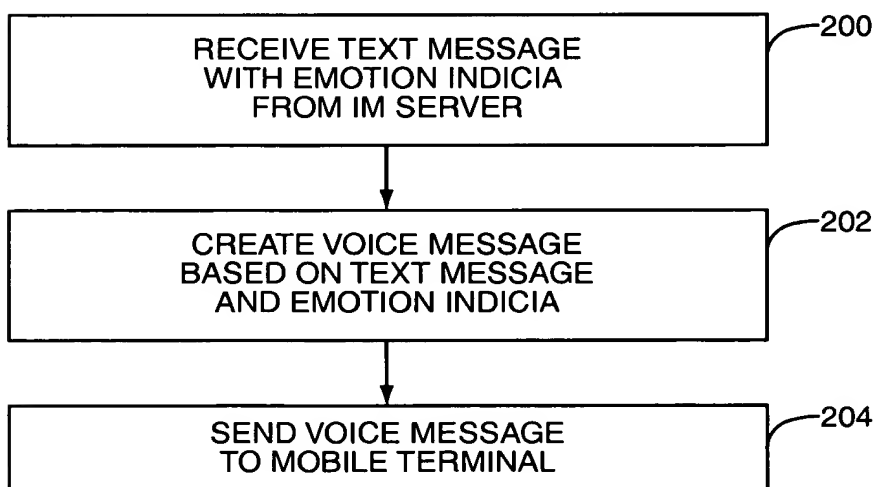 200
RECEIVE TEXT MESSAGE
WITH EMOTION INDICIA
FROM IM SERVER
202
CREATE VOICE MESSAGE
BASED ON TEXT MESSAGE
AND EMOTION INDICIA
204
SEND VOICE MESSAGE
TO MOBILE TERMINAL